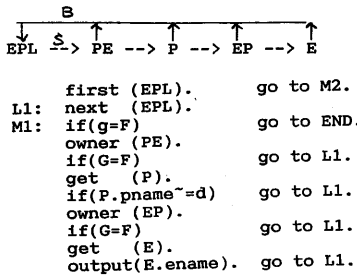 B
EPL --> PE --> P --> EP --> E
S
first (EPL). go to M2.
L1: next (EPL).
M1: if(g=F) go to END.
owner (PE).
if(G=F) go to L1.
get (P).
if(P.pname~=d) go to L1.
owner (EP).
if(G=F) go to L1.
get (E).
output(E.ename). go to L1.